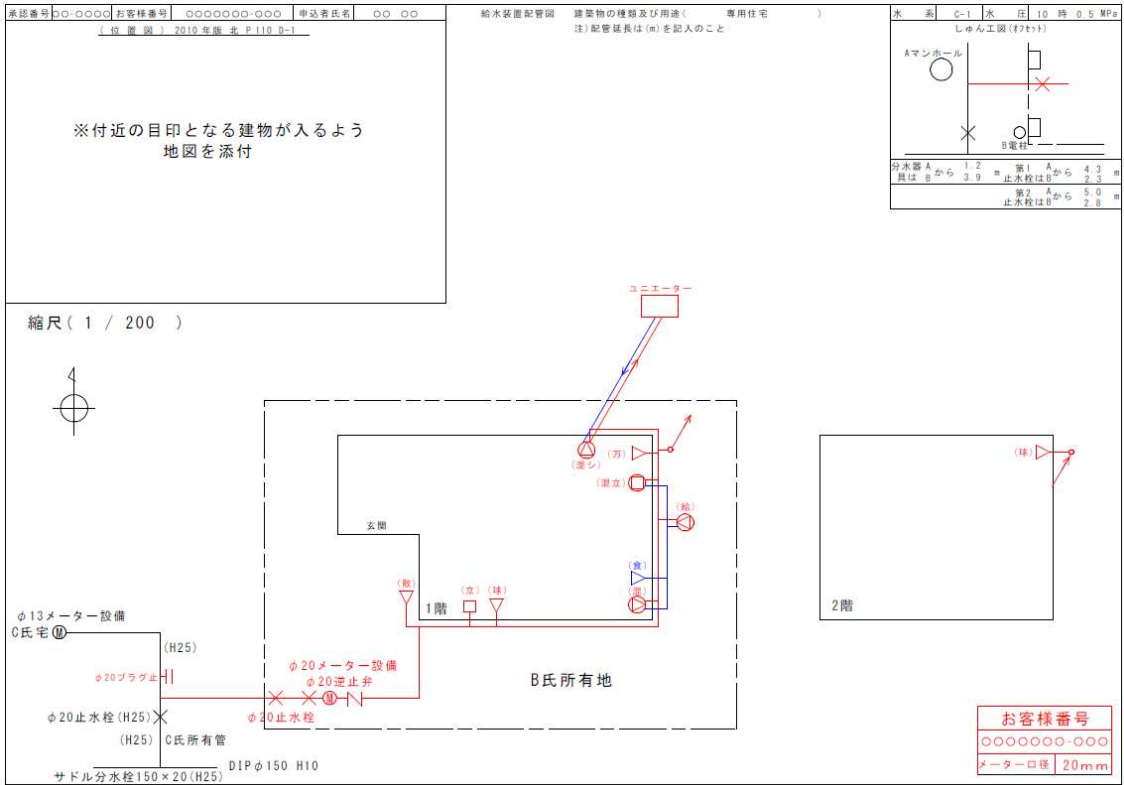 承認番号 〇〇-〇〇〇〇 お客様番号 〇〇〇〇〇〇〇-〇〇〇 申込者氏名 〇〇 〇〇
(位置図) 2010年版 北 P110 D-1
※付近の目印となる建物が入るよう
地図を添付
給水装置配管図 建築物の種類及び用途( 専用住宅 )
注)配管延長は(m)を記入のこと
水 系 C-1 水 圧 10 時 0.5 MPa
しゅん工図(オフセット)
Aマンホール
B電柱
分水器具は A B から 1.2 3.9 m 第1止水栓は A B から 4.3 2.3 m
第2止水栓は A B から 5.0 2.8 m
縮尺( 1 / 200 )
ユニエーター
(混シ)
(万)
(混立)
(給)
(食)
(混)
玄関
(散)
1階
(立)
(球)
(球)
2階
φ13メーター設備
C氏宅 M
(H25)
φ20プラグ止
φ20メーター設備
φ20逆止弁
M
B氏所有地
φ20止水栓(H25)
φ20止水栓
(H25) C氏所有管
DIPφ150 H10
サドル分水栓150×20(H25)
お客様番号
〇〇〇〇〇〇〇-〇〇〇
メーター口径 20mm